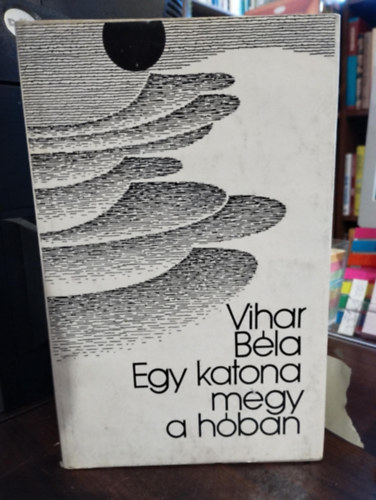 Vihar
Béla
Egy katona
megy
a hóban